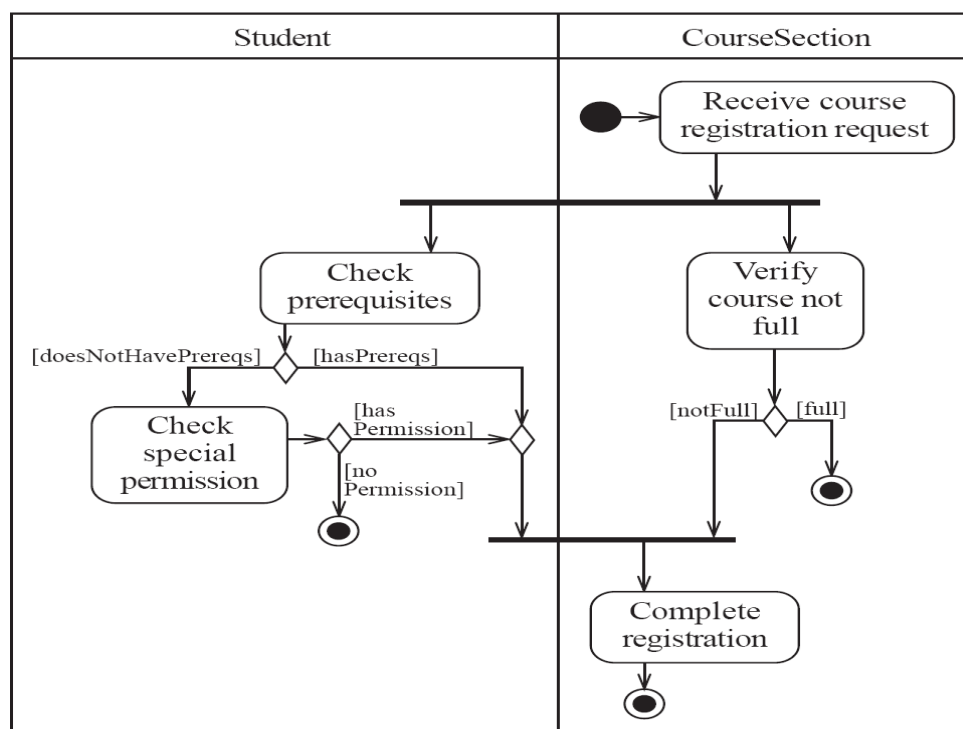 Student
CourseSection
Receive course
registration request
Check
prerequisites
Verify
course not
full
[doesNotHavePrereqs]
[hasPrereqs]
[notFull]
[full]
Check
special
permission
[has
Permission]
[no
Permission]
Complete
registration